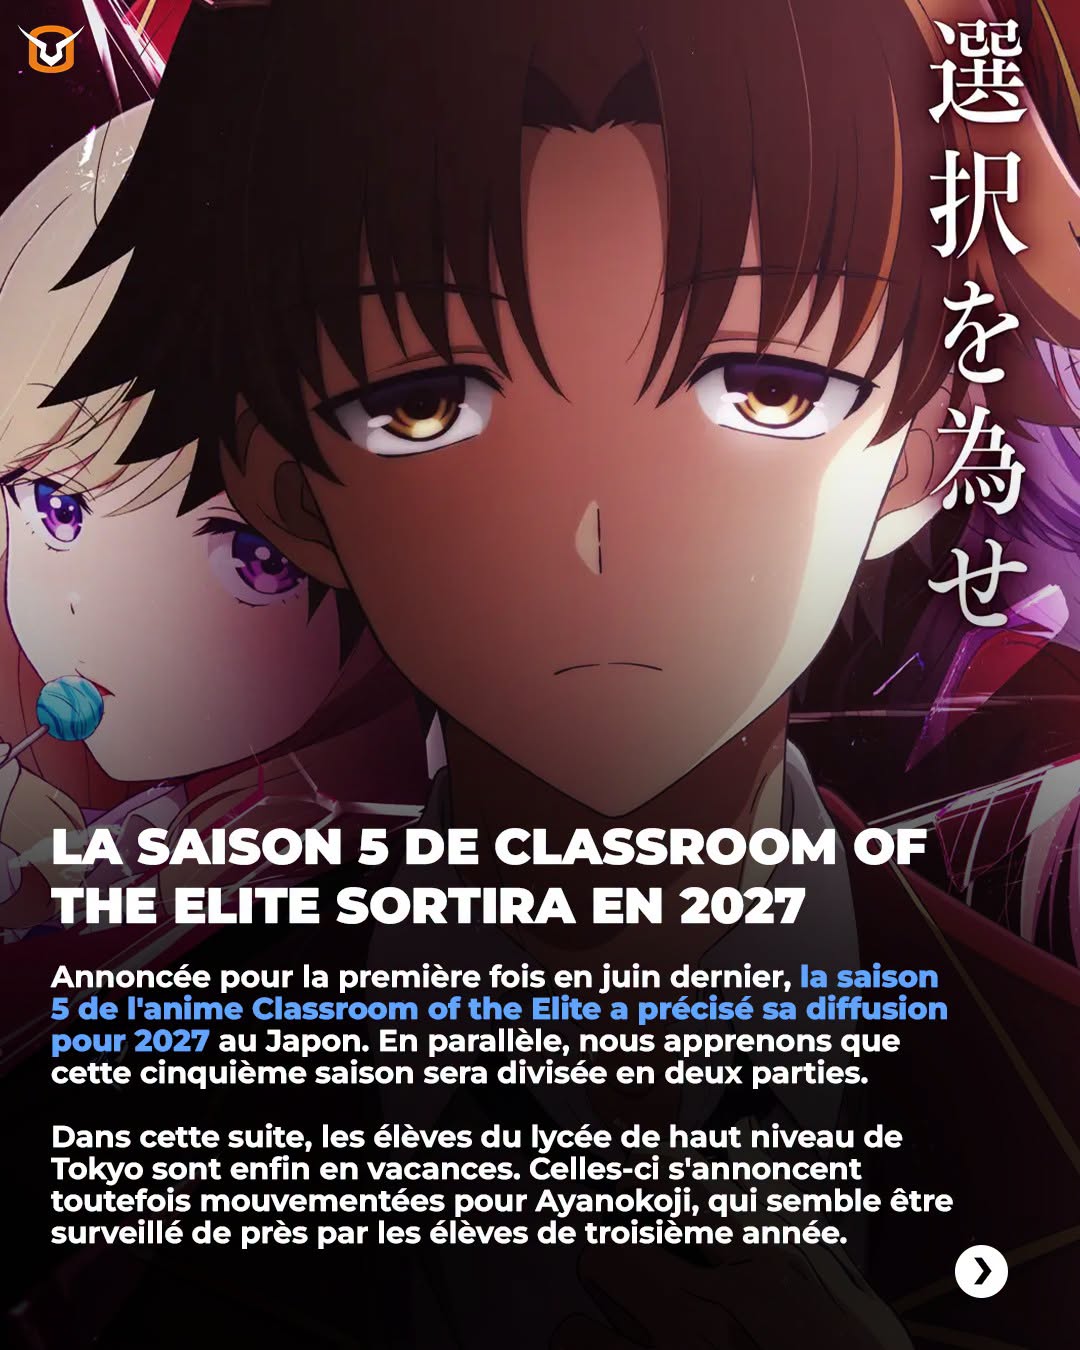 選択を為せ
LA SAISON 5 DE CLASSROOM OF
THE ELITE SORTIRA EN 2027
Annoncée pour la première fois en juin dernier, la saison
5 de l'anime Classroom of the Elite a précisé sa diffusion
pour 2027 au Japon. En parallèle, nous apprenons que
cette cinquième saison sera divisée en deux parties.
Dans cette suite, les élèves du lycée de haut niveau de
Tokyo sont enfin en vacances. Celles-ci s'annoncent
toutefois mouvementées pour Ayanokoji, qui semble être
surveillé de près par les élèves de troisième année.